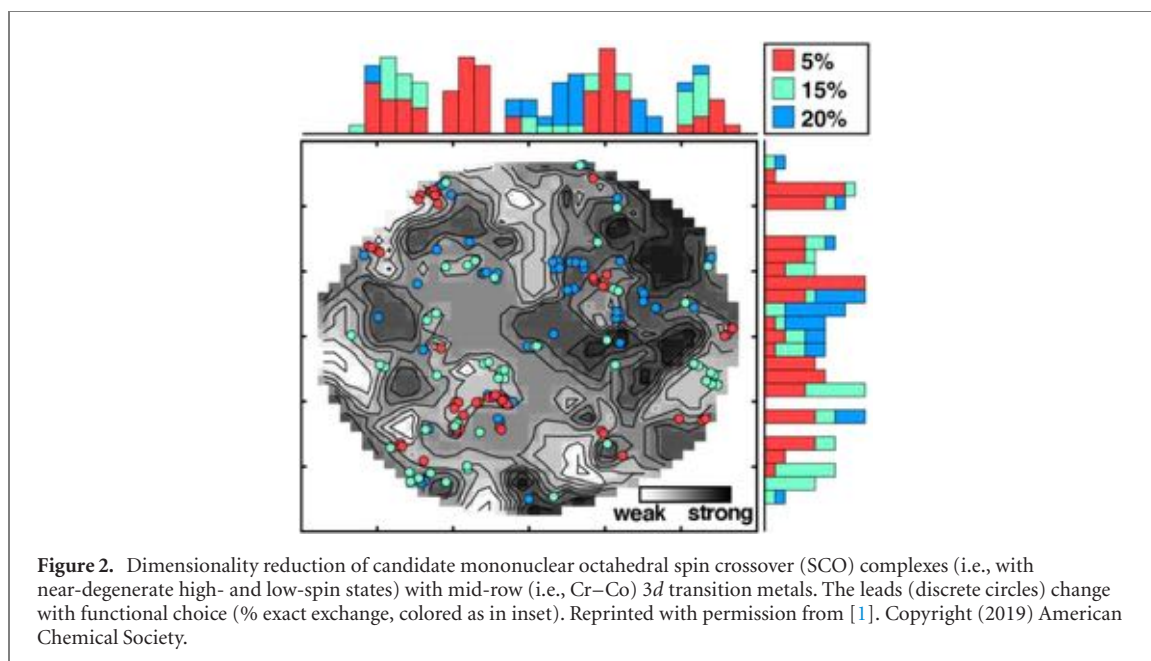 5%
15%
20%
weak strong
Figure 2. Dimensionality reduction of candidate mononuclear octahedral spin crossover (SCO) complexes (i.e., with
near-degenerate high- and low-spin states) with mid-row (i.e., Cr−Co) 3d transition metals. The leads (discrete circles) change
with functional choice (% exact exchange, colored as in inset). Reprinted with permission from [1]. Copyright (2019) American
Chemical Society.